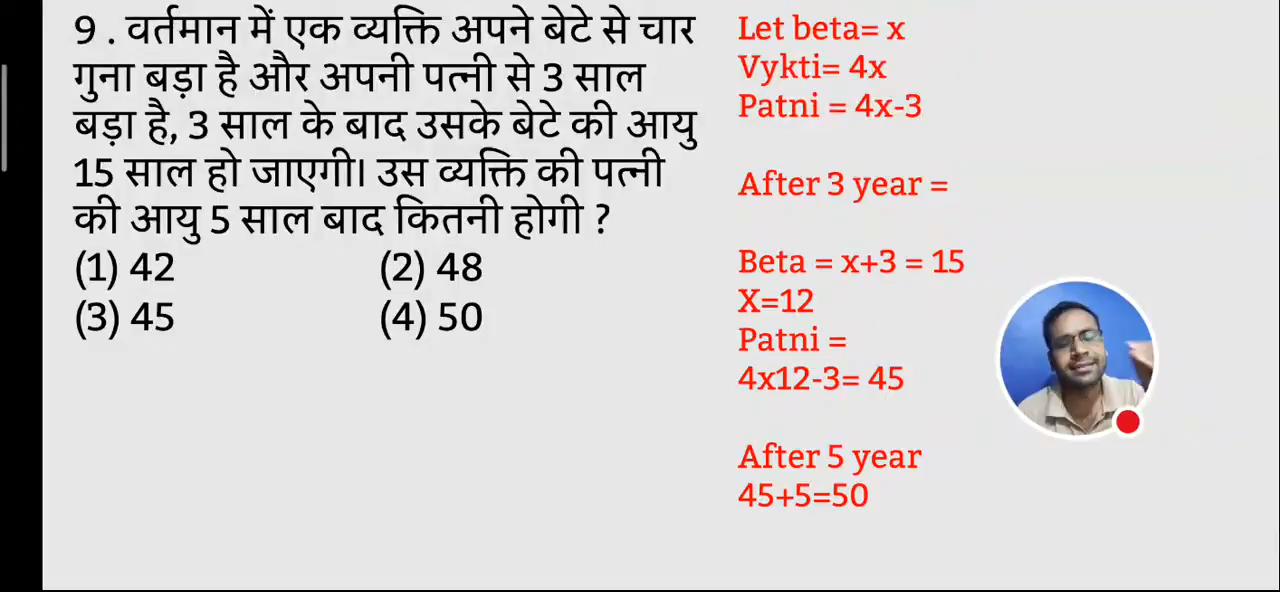 9 . वर्तमान में एक व्यक्ति अपने बेटे से चार
गुना बड़ा है और अपनी पत्नी से 3 साल
बड़ा है, 3 साल के बाद उसके बेटे की आयु
15 साल हो जाएगी। उस व्यक्ति की पत्नी
की आयु 5 साल बाद कितनी होगी ?
(1) 42 (2) 48
(3) 45 (4) 50
Let beta= x
Vykti= 4x
Patni = 4x-3
After 3 year =
Beta = x+3 = 15
X=12
Patni =
4x12-3= 45
After 5 year
45+5=50